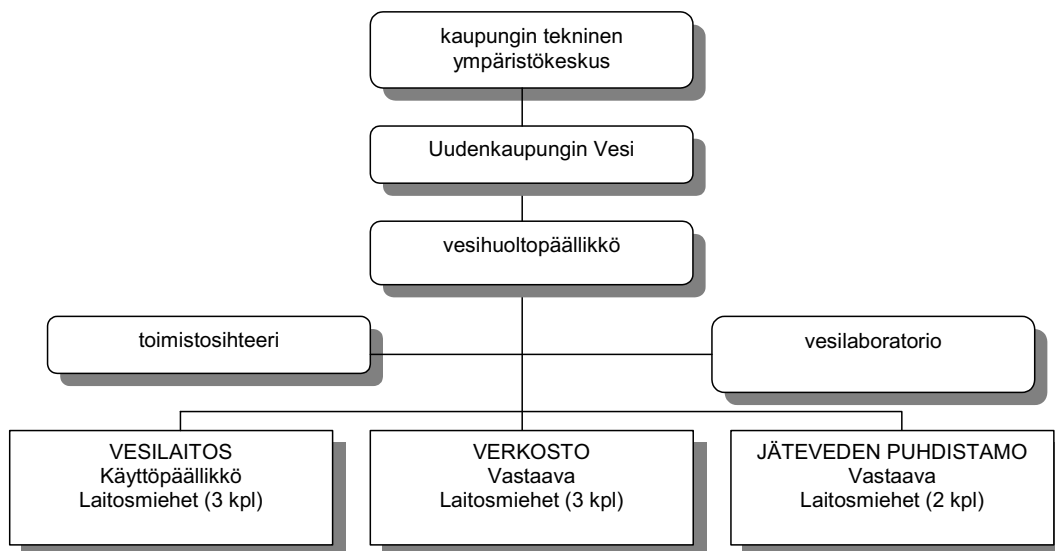 kaupungin tekninen
ympäristökeskus
Uudenkaupungin Vesi
vesihuoltopäällikkö
toimistosihteeri
vesilaboratorio
VESILAITOS
Käyttöpäällikkö
Laitosmiehet (3 kpl)
VERKOSTO
Vastaava
Laitosmiehet (3 kpl)
JÄTEVEDEN PUHDISTAMO
Vastaava
Laitosmiehet (2 kpl)